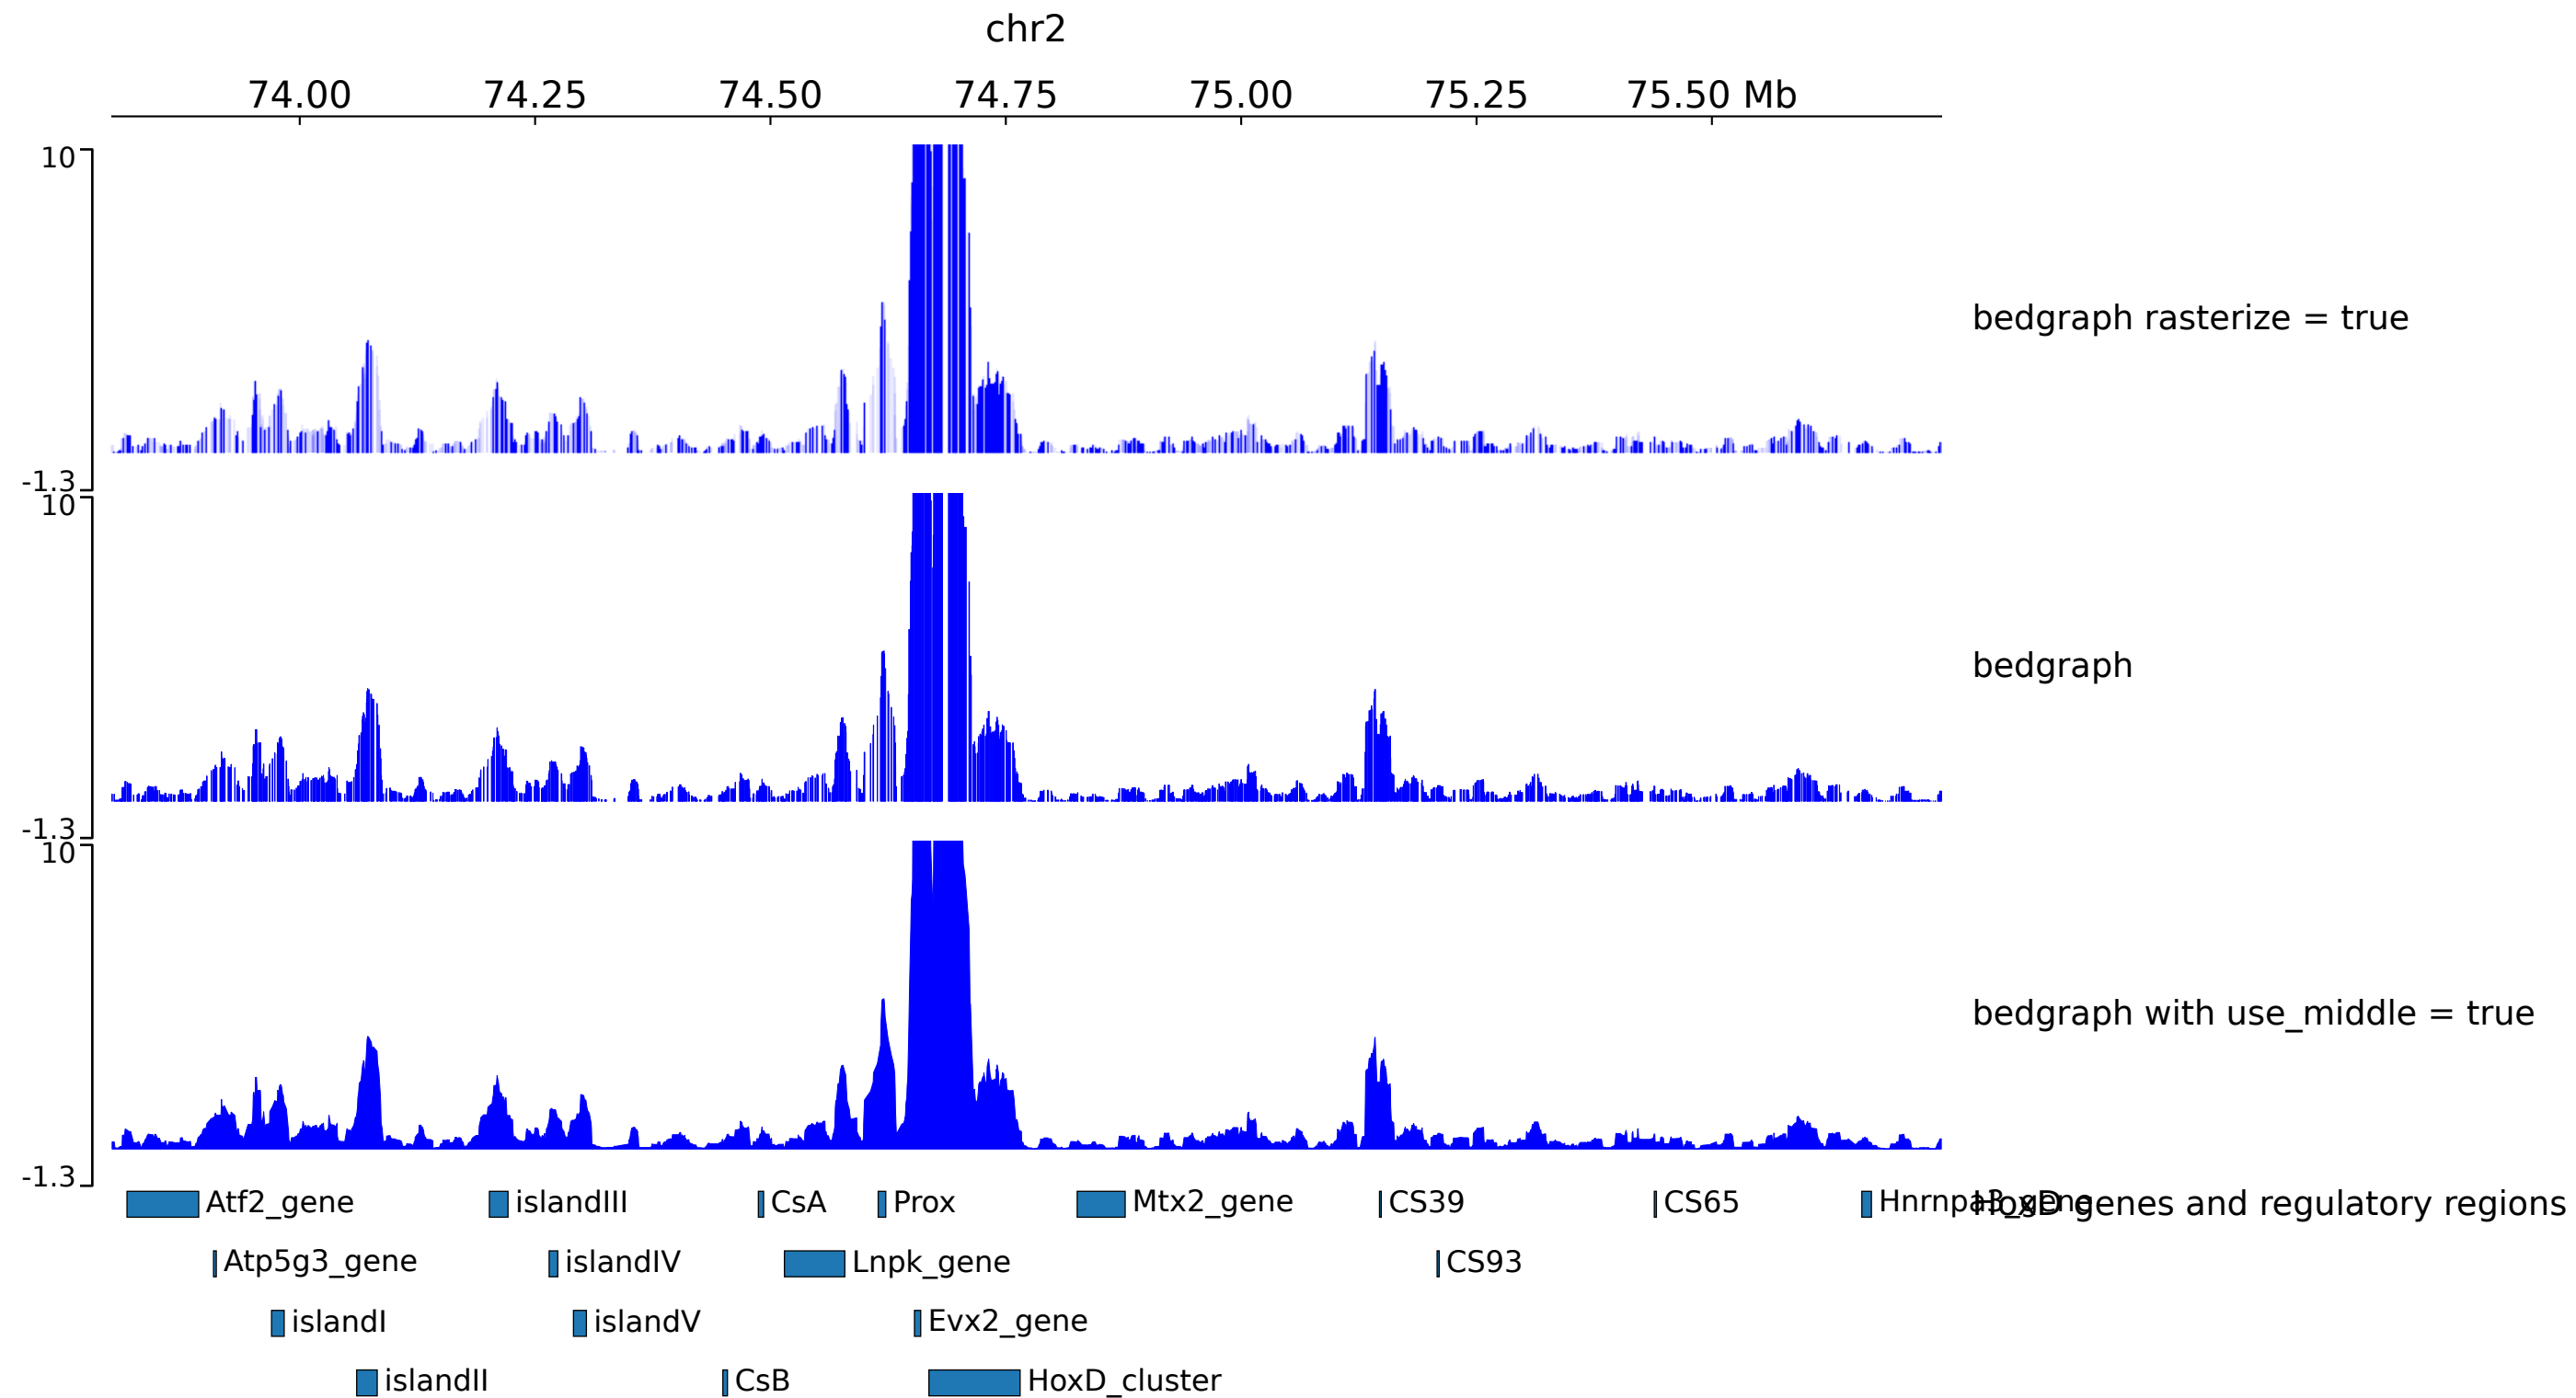 chr2
74.00 74.25 74.50 74.75 75.00 75.25 75.50 Mb
10
bedgraph rasterize = true
-1.3
10
bedgraph
-1.3
10
bedgraph with use_middle = true
-1.3
Atf2_gene islandIII CsA Prox Mtx2_gene CS39 CS65 Hnrnpa3_gene HoxD genes and regulatory regions
Atp5g3_gene islandIV Lnpk_gene CS93
islandI islandV Evx2_gene
islandII CsB HoxD_cluster